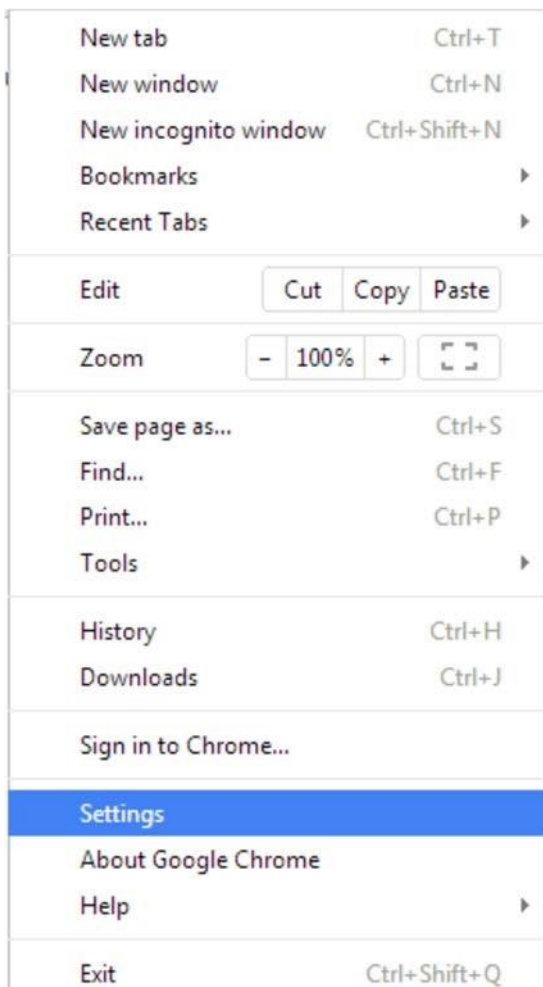 New tab Ctrl+T
New window Ctrl+N
New incognito window Ctrl+Shift+N
Bookmarks
Recent Tabs
Edit Cut Copy Paste
Zoom - 100% +
Save page as... Ctrl+S
Find... Ctrl+F
Print... Ctrl+P
Tools
History Ctrl+H
Downloads Ctrl+J
Sign in to Chrome...
Settings
About Google Chrome
Help
Exit Ctrl+Shift+Q